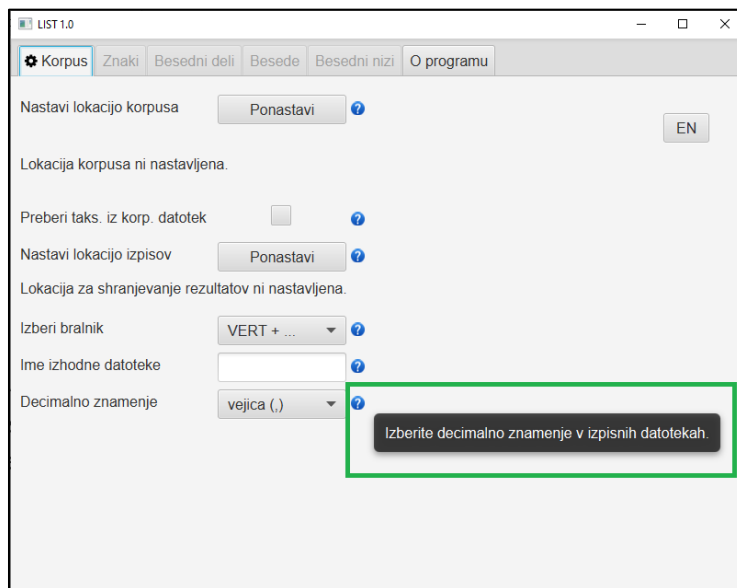 LIST 1.0
Korpus Znaki Besedni deli Besede Besedni nizi O programu
Nastavi lokacijo korpusa Ponastavi ?
EN
Lokacija korpusa ni nastavljena.
Preberi taks. iz korp. datotek ?
Nastavi lokacijo izpisov Ponastavi ?
Lokacija za shranjevanje rezultatov ni nastavljena.
Izberi bralnik VERT + ... ?
Ime izhodne datoteke ?
Decimalno znamenje vejica (,) ?
Izberite decimalno znamenje v izpisnih datotekah.